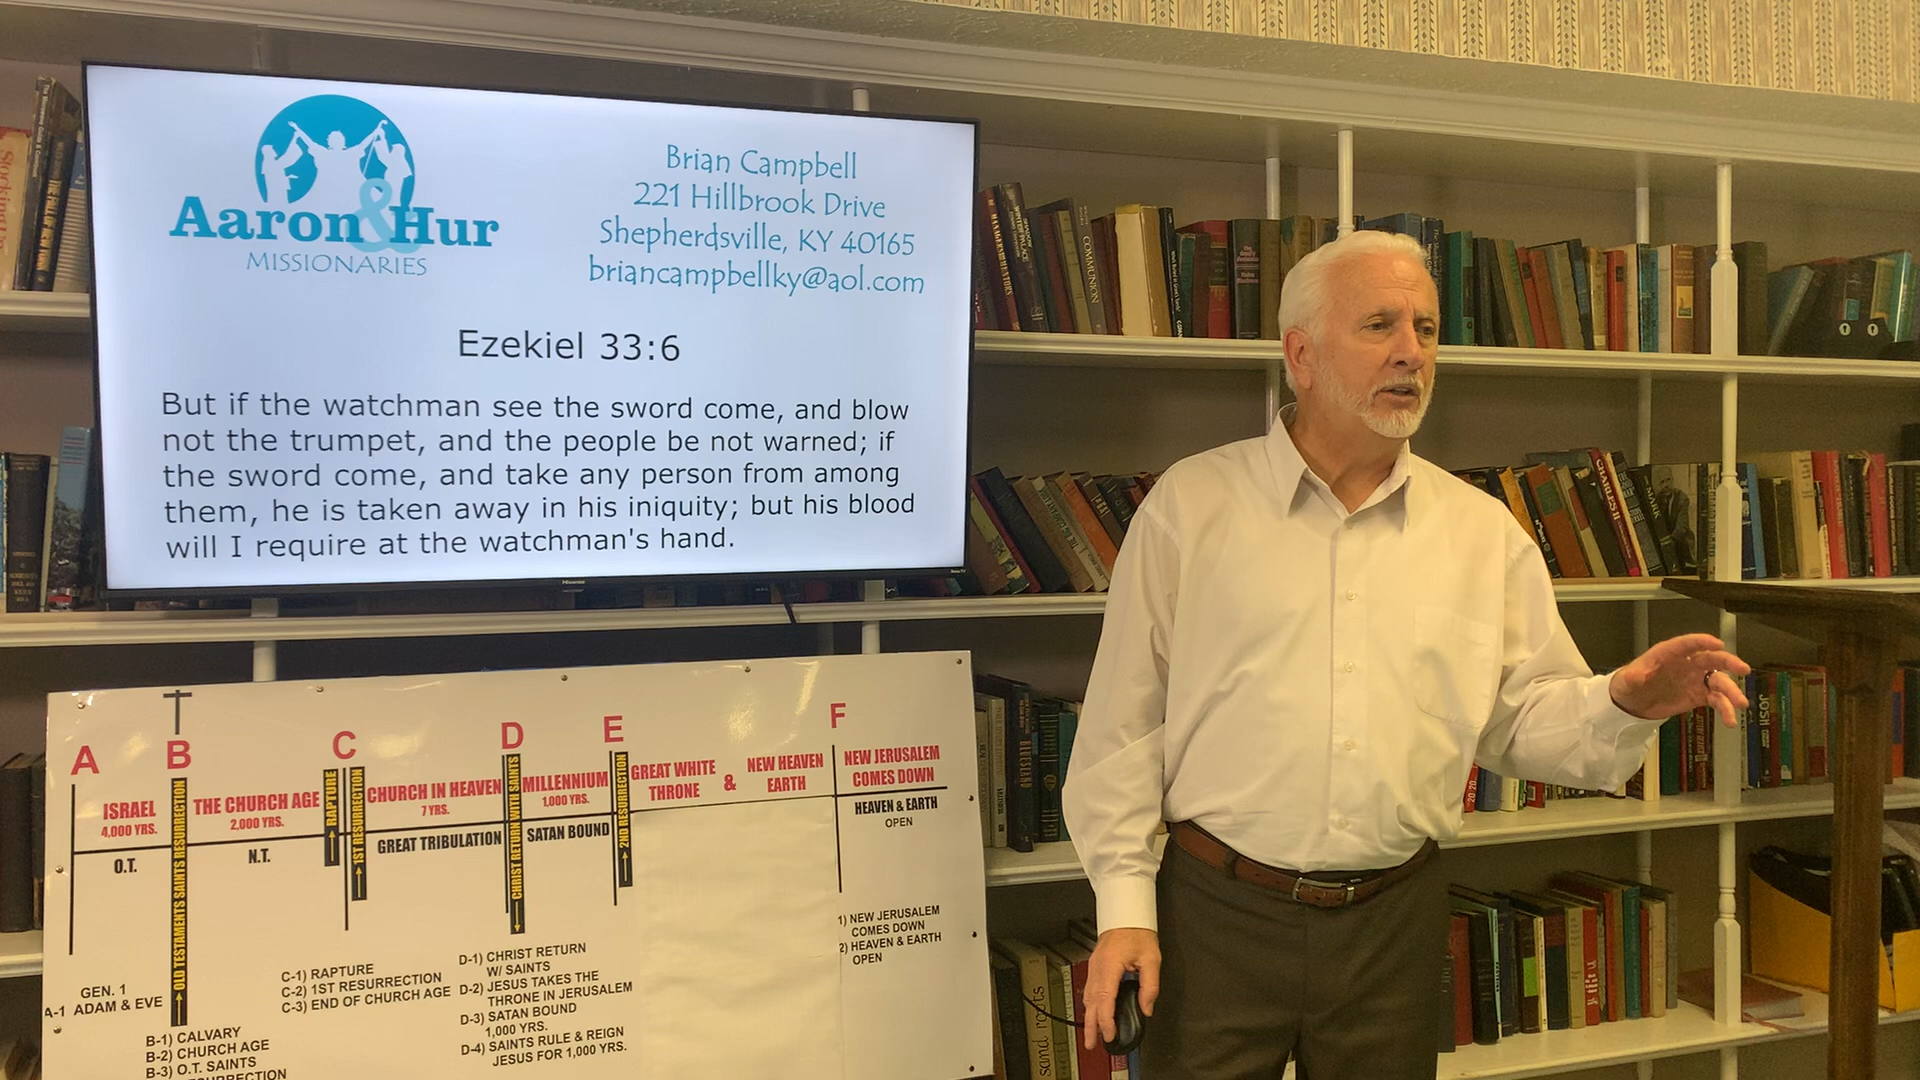 Aaron & Hur
MISSIONARIES
Brian Campbell
221 Hillbrook Drive
Shepherdsville, KY 40165
briancampbellky@aol.com
Ezekiel 33:6
But if the watchman see the sword come, and blow
not the trumpet, and the people be not warned; if
the sword come, and take any person from among
them, he is taken away in his iniquity; but his blood
will I require at the watchman's hand.
Hisense
A
B
C
D
E
F
ISRAEL
4,000 YRS.
O.T.
OLD TESTAMENTS SAINTS RESURRECTION
THE CHURCH AGE
2,000 YRS.
N.T.
RAPTURE
1ST RESURRECTION
CHURCH IN HEAVEN
7 YRS.
GREAT TRIBULATION
CHRIST RETURN WITH SAINTS
MILLENNIUM
1,000 YRS.
SATAN BOUND
2ND RESURRECTION
GREAT WHITE
THRONE
&
NEW HEAVEN
EARTH
NEW JERUSALEM
COMES DOWN
HEAVEN & EARTH
OPEN
GEN. 1
A-1 ADAM & EVE
B-1) CALVARY
B-2) CHURCH AGE
B-3) O.T. SAINTS
C-1) RAPTURE
C-2) 1ST RESURRECTION
C-3) END OF CHURCH AGE
D-1) CHRIST RETURN
W/ SAINTS
D-2) JESUS TAKES THE
THRONE IN JERUSALEM
D-3) SATAN BOUND
1,000 YRS.
D-4) SAINTS RULE & REIGN
JESUS FOR 1,000 YRS.
1) NEW JERUSALEM
COMES DOWN
2) HEAVEN & EARTH
OPEN
COMMUNION
CHARLES II
MARK
JOSH
sand roots